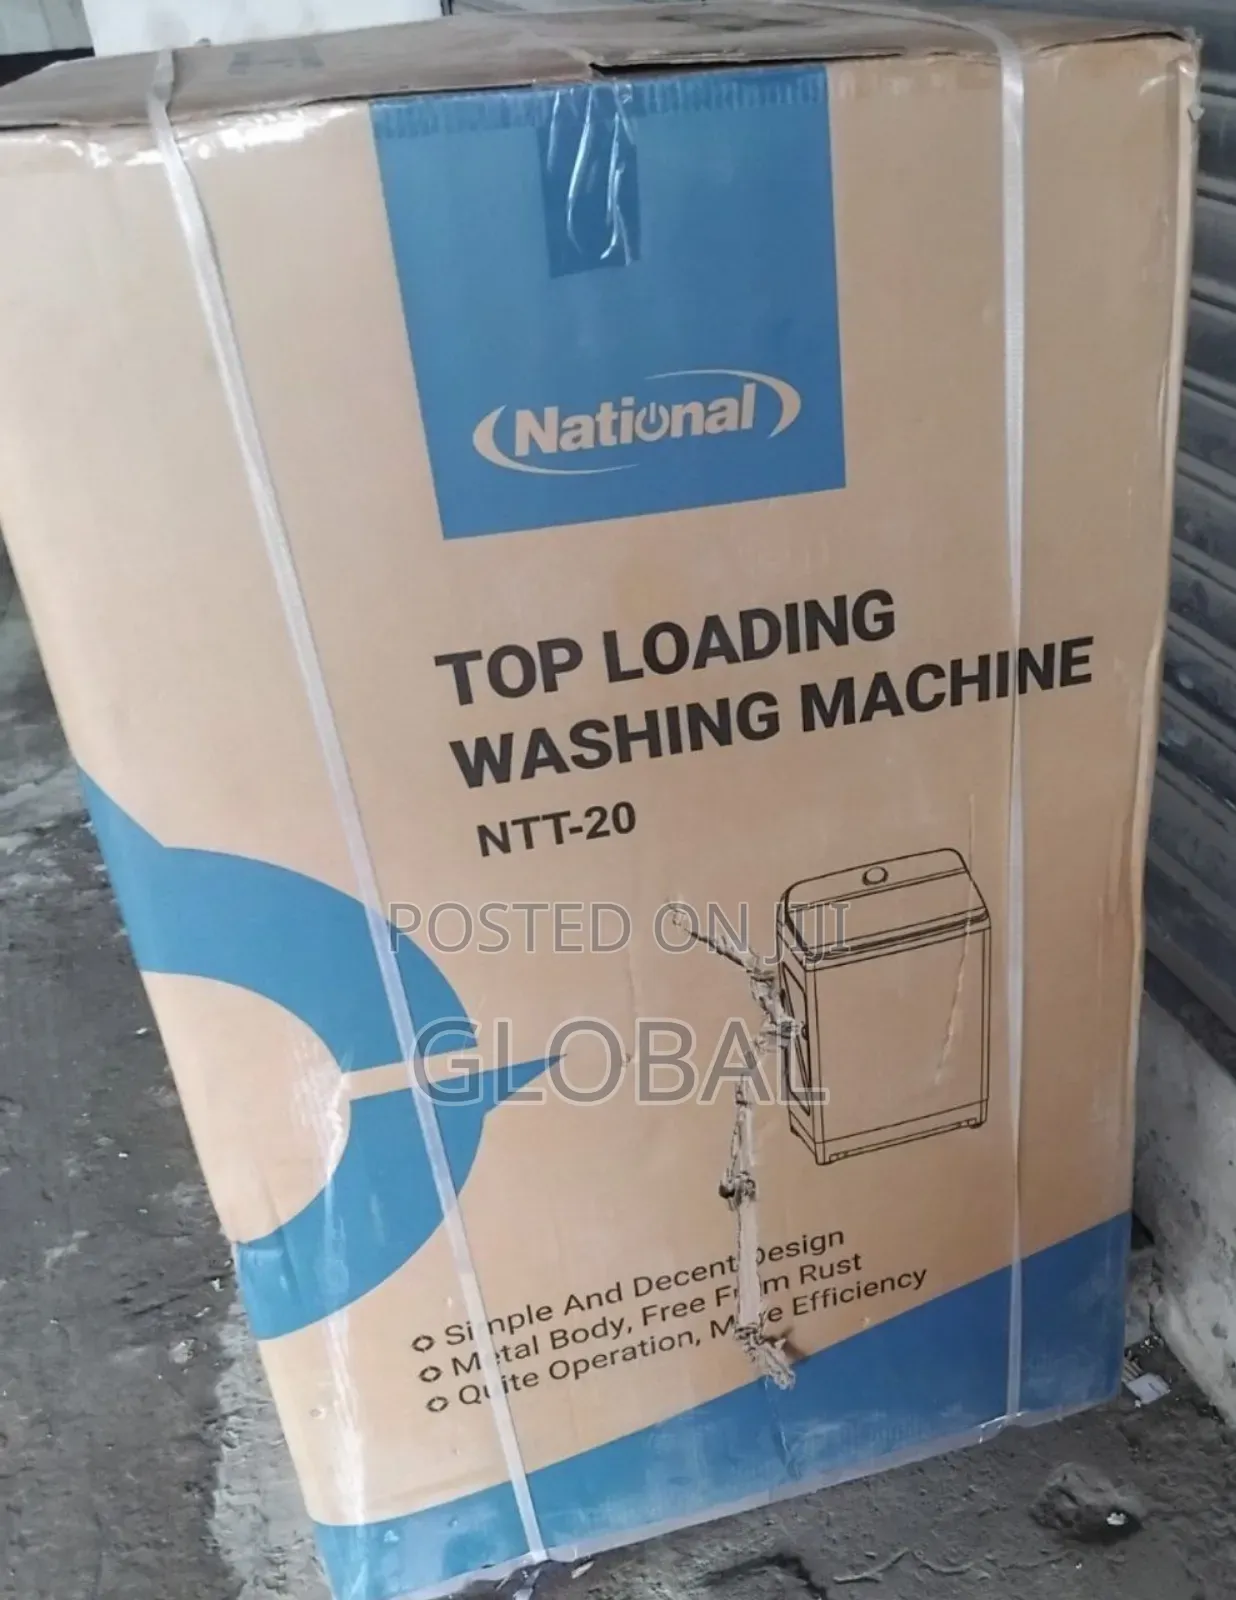 National
TOP LOADING
WASHING MACHINE
NTT-20
POSTED ON JIJI
GLOBAL
Simple And Decent Design
Metal Body, Free From Rust
Quite Operation, More Efficiency